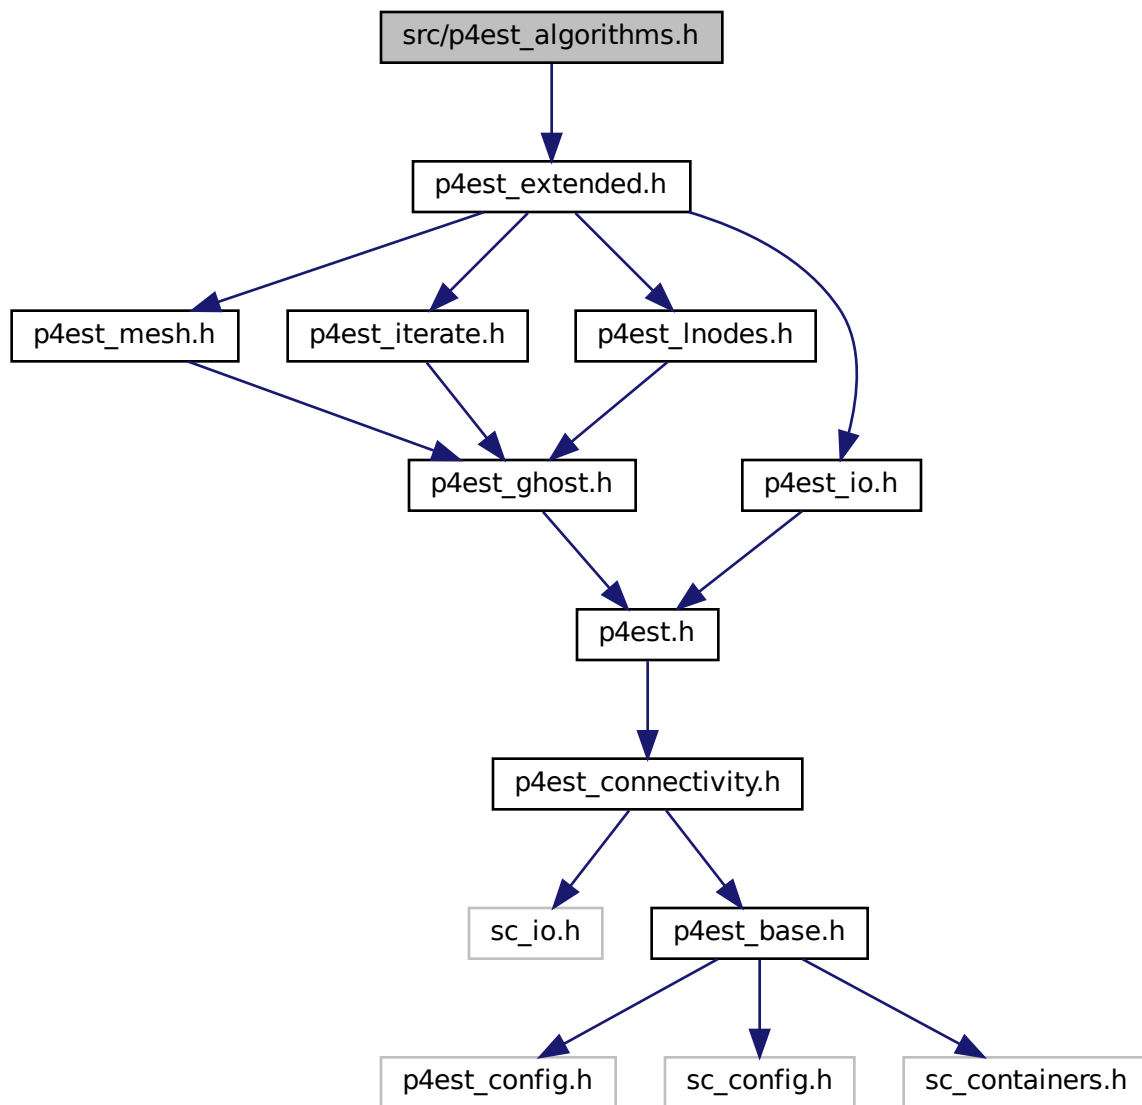 src/p4est_algorithms.h
p4est_extended.h
p4est_mesh.h
p4est_iterate.h
p4est_lnodes.h
p4est_ghost.h
p4est_io.h
p4est.h
p4est_connectivity.h
sc_io.h
p4est_base.h
p4est_config.h
sc_config.h
sc_containers.h